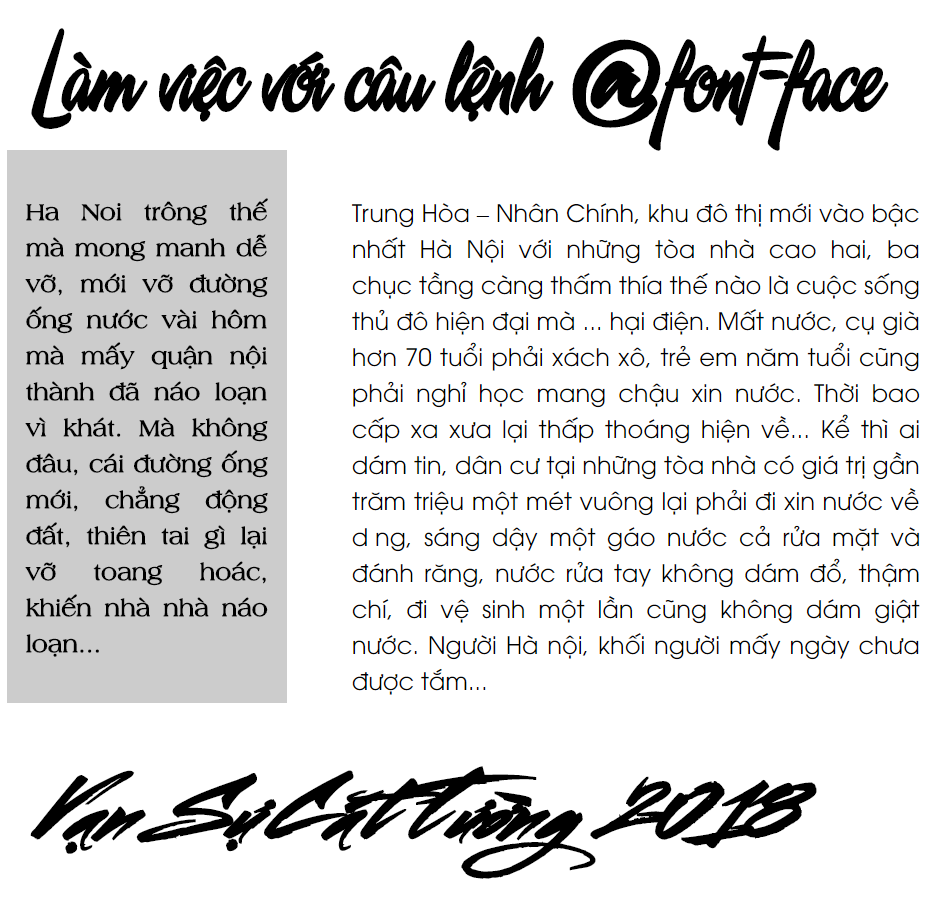 Làm việc với câu lệnh @font-face
Ha Noi trông thế
mà mong manh dễ
vỡ, mới vỡ đường
ống nước vài hôm
mà mấy quận nội
thành đã náo loạn
vì khát. Mà không
đâu, cái đường ống
mới, chẳng động
đất, thiên tai gì lại
vỡ toang hoác,
khiến nhà nhà náo
loạn...
Trung Hòa – Nhân Chính, khu đô thị mới vào bậc
nhất Hà Nội với những tòa nhà cao hai, ba
chục tầng càng thấm thía thế nào là cuộc sống
thủ đô hiện đại mà ... hại điện. Mất nước, cụ già
hơn 70 tuổi phải xách xô, trẻ em năm tuổi cũng
phải nghỉ học mang chậu xin nước. Thời bao
cấp xa xưa lại thấp thoáng hiện về... Kể thì ai
dám tin, dân cư tại những tòa nhà có giá trị gần
trăm triệu một mét vuông lại phải đi xin nước về
d ng, sáng dậy một gáo nước cả rửa mặt và
đánh răng, nước rửa tay không dám đổ, thậm
chí, đi vệ sinh một lần cũng không dám giật
nước. Người Hà nội, khối người mấy ngày chưa
được tắm...
Vạn Sự Cát Tường 2018